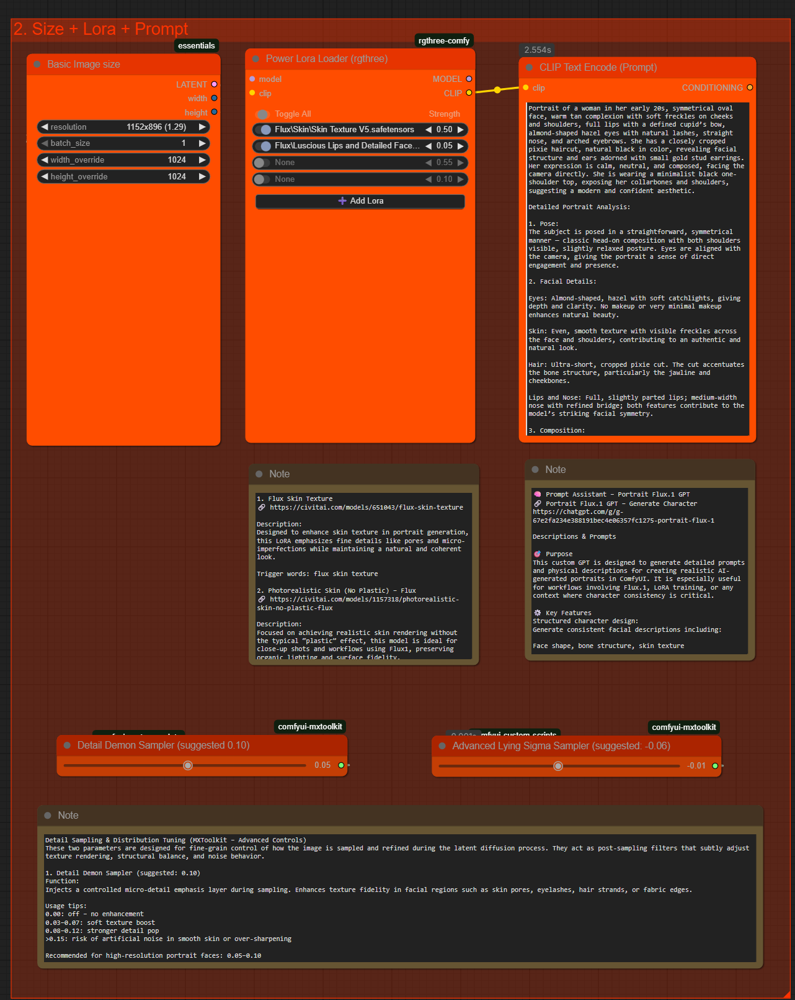 2. Size + Lora + Prompt
essentials
Basic Image size
LATENT
width
height
resolution 1152x896 (1.29)
batch_size 1
width_override 1024
height_override 1024
rgthree-comfy
Power Lora Loader (rgthree)
model MODEL
clip CLIP
Toggle All Strength
Flux\Skin\Skin Texture V5.safetensors 0.50
Flux\Luscious Lips and Detailed Face... 0.05
None 0.55
None 0.10
➕ Add Lora
2.554s
CLIP Text Encode (Prompt)
clip CONDITIONING
Portrait of a woman in her early 20s, symmetrical oval
face, warm tan complexion with soft freckles on cheeks
and shoulders, full lips with a defined cupid’s bow,
almond-shaped hazel eyes with natural lashes, straight
nose, and arched eyebrows. She has a closely cropped
pixie haircut, natural black in color, revealing facial
structure and ears adorned with small gold stud earrings.
Her expression is calm, neutral, and composed, facing the
camera directly. She is wearing a minimalist black one-
shoulder top, exposing her collarbones and shoulders,
suggesting a modern and confident aesthetic.
Detailed Portrait Analysis:
1. Pose:
The subject is posed in a straightforward, symmetrical
manner — classic head-on composition with both shoulders
visible, slightly relaxed posture. Eyes are aligned with
the camera, giving the portrait a sense of direct
engagement and presence.
2. Facial Details:
Eyes: Almond-shaped, hazel with soft catchlights, giving
depth and clarity. No makeup or very minimal makeup
enhances natural beauty.
Skin: Even, smooth texture with visible freckles across
the face and shoulders, contributing to an authentic and
natural look.
Hair: Ultra-short, cropped pixie cut. The cut accentuates
the bone structure, particularly the jawline and
cheekbones.
Lips and Nose: Full, slightly parted lips; medium-width
nose with refined bridge; both features contribute to the
model’s striking facial symmetry.
3. Composition:
Note
1. Flux Skin Texture
🔗 https://civitai.com/models/651043/flux-skin-texture
Description:
Designed to enhance skin texture in portrait generation,
this LoRA emphasizes fine details like pores and micro-
imperfections while maintaining a natural and coherent
look.
Trigger words: flux skin texture
2. Photorealistic Skin (No Plastic) – Flux
🔗 https://civitai.com/models/1157318/photorealistic-
skin-no-plastic-flux
Description:
Focused on achieving realistic skin rendering without
the typical “plastic” effect, this model is ideal for
close-up shots and workflows using Flux1, preserving
organic lighting and surface fidelity.
Note
🧠 Prompt Assistant – Portrait Flux.1 GPT
🔗 Portrait Flux.1 GPT – Generate Character
https://chatgpt.com/g/g-
67e2fa234e388191bec4e06357fc1275-portrait-flux-1
Descriptions & Prompts
🎯 Purpose
This custom GPT is designed to generate detailed prompts
and physical descriptions for creating realistic AI-
generated portraits in ComfyUI. It is especially useful
for workflows involving Flux.1, LoRA training, or any
context where character consistency is critical.
⚙️ Key Features
Structured character design:
Generate consistent facial descriptions including:
Face shape, bone structure, skin texture
comfyui-mxtoolkit
Detail Demon Sampler (suggested 0.10)
0.05
comfyui-mxtoolkit
0.001s
mfyui-custom-scripts
Advanced Lying Sigma Sampler (suggested: -0.06)
-0.01
Note
Detail Sampling & Distribution Tuning (MXToolkit – Advanced Controls)
These two parameters are designed for fine-grain control of how the image is sampled and refined during the latent diffusion process. They act as post-sampling filters that subtly adjust
texture rendering, structural balance, and noise behavior.
1. Detail Demon Sampler (suggested: 0.10)
Function:
Injects a controlled micro-detail emphasis layer during sampling. Enhances texture fidelity in facial regions such as skin pores, eyelashes, hair strands, or fabric edges.
Usage tips:
0.00: off – no enhancement
0.03–0.07: soft texture boost
0.08–0.12: stronger detail pop
>0.15: risk of artificial noise in smooth skin or over-sharpening
Recommended for high-resolution portrait faces: 0.05–0.10